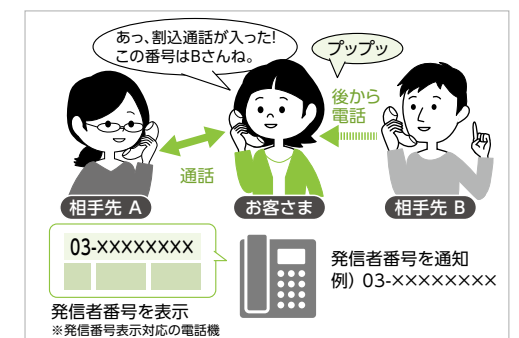 あっ、割込通話が入った!
この番号はBさんね。
プップッ
後から
電話
通話
相手先 A
お客さま
相手先 B
03-XXXXXXXX
発信者番号を表示
※発信番号表示対応の電話機
発信者番号を通知
例) 03-××××××××